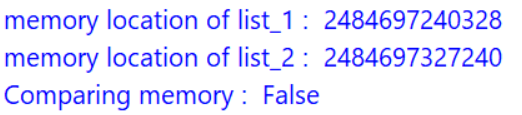 memory location of list_1 :  2484697240328
memory location of list_2 :  2484697327240
Comparing memory :  False